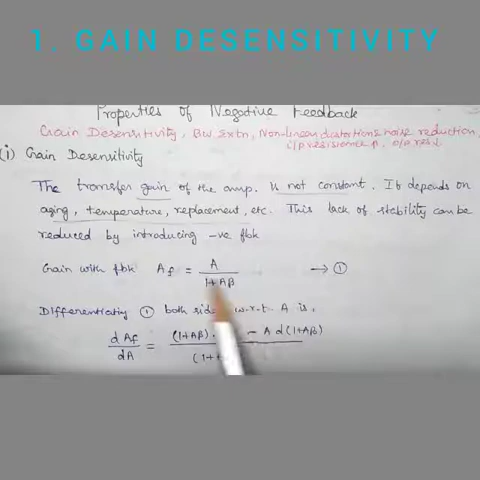 1. GAIN DESENSITIVITY
Properties of Negative Feedback
Gain Desensitivity, BW Extn, Non-linear distortions noise reduction,
i/p resistance
(i) Gain Desensitivity
The transfer gain of the amp. is not constant. It depends on
aging, temperature, replacement, etc. This lack of stability can be
reduced by introducing -ve fbk
Gain with fbk Af = A / 1+Aβ → ①
Differentiating ① both w.r.t. A is,
dAf / dA = (1+Aβ). - A d(1+Aβ)